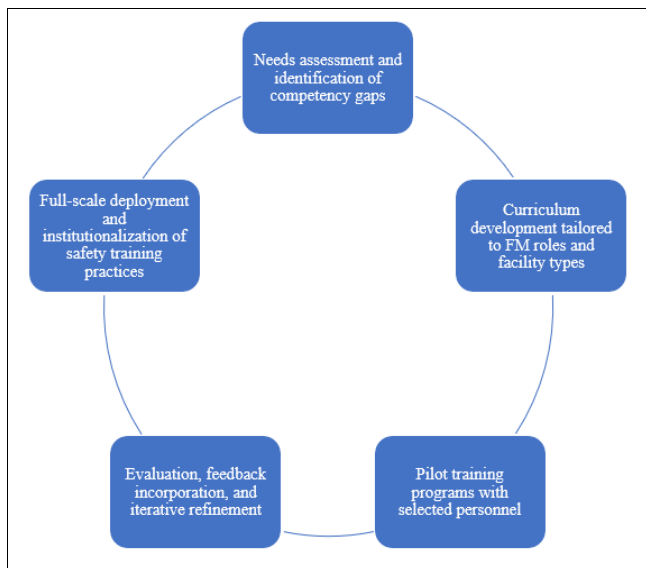 Needs assessment and
identification of
competency gaps
Curriculum
development tailored
to FM roles and
facility types
Pilot training
programs with
selected personnel
Evaluation, feedback
incorporation, and
iterative refinement
Full-scale deployment
and
institutionalization of
safety training
practices